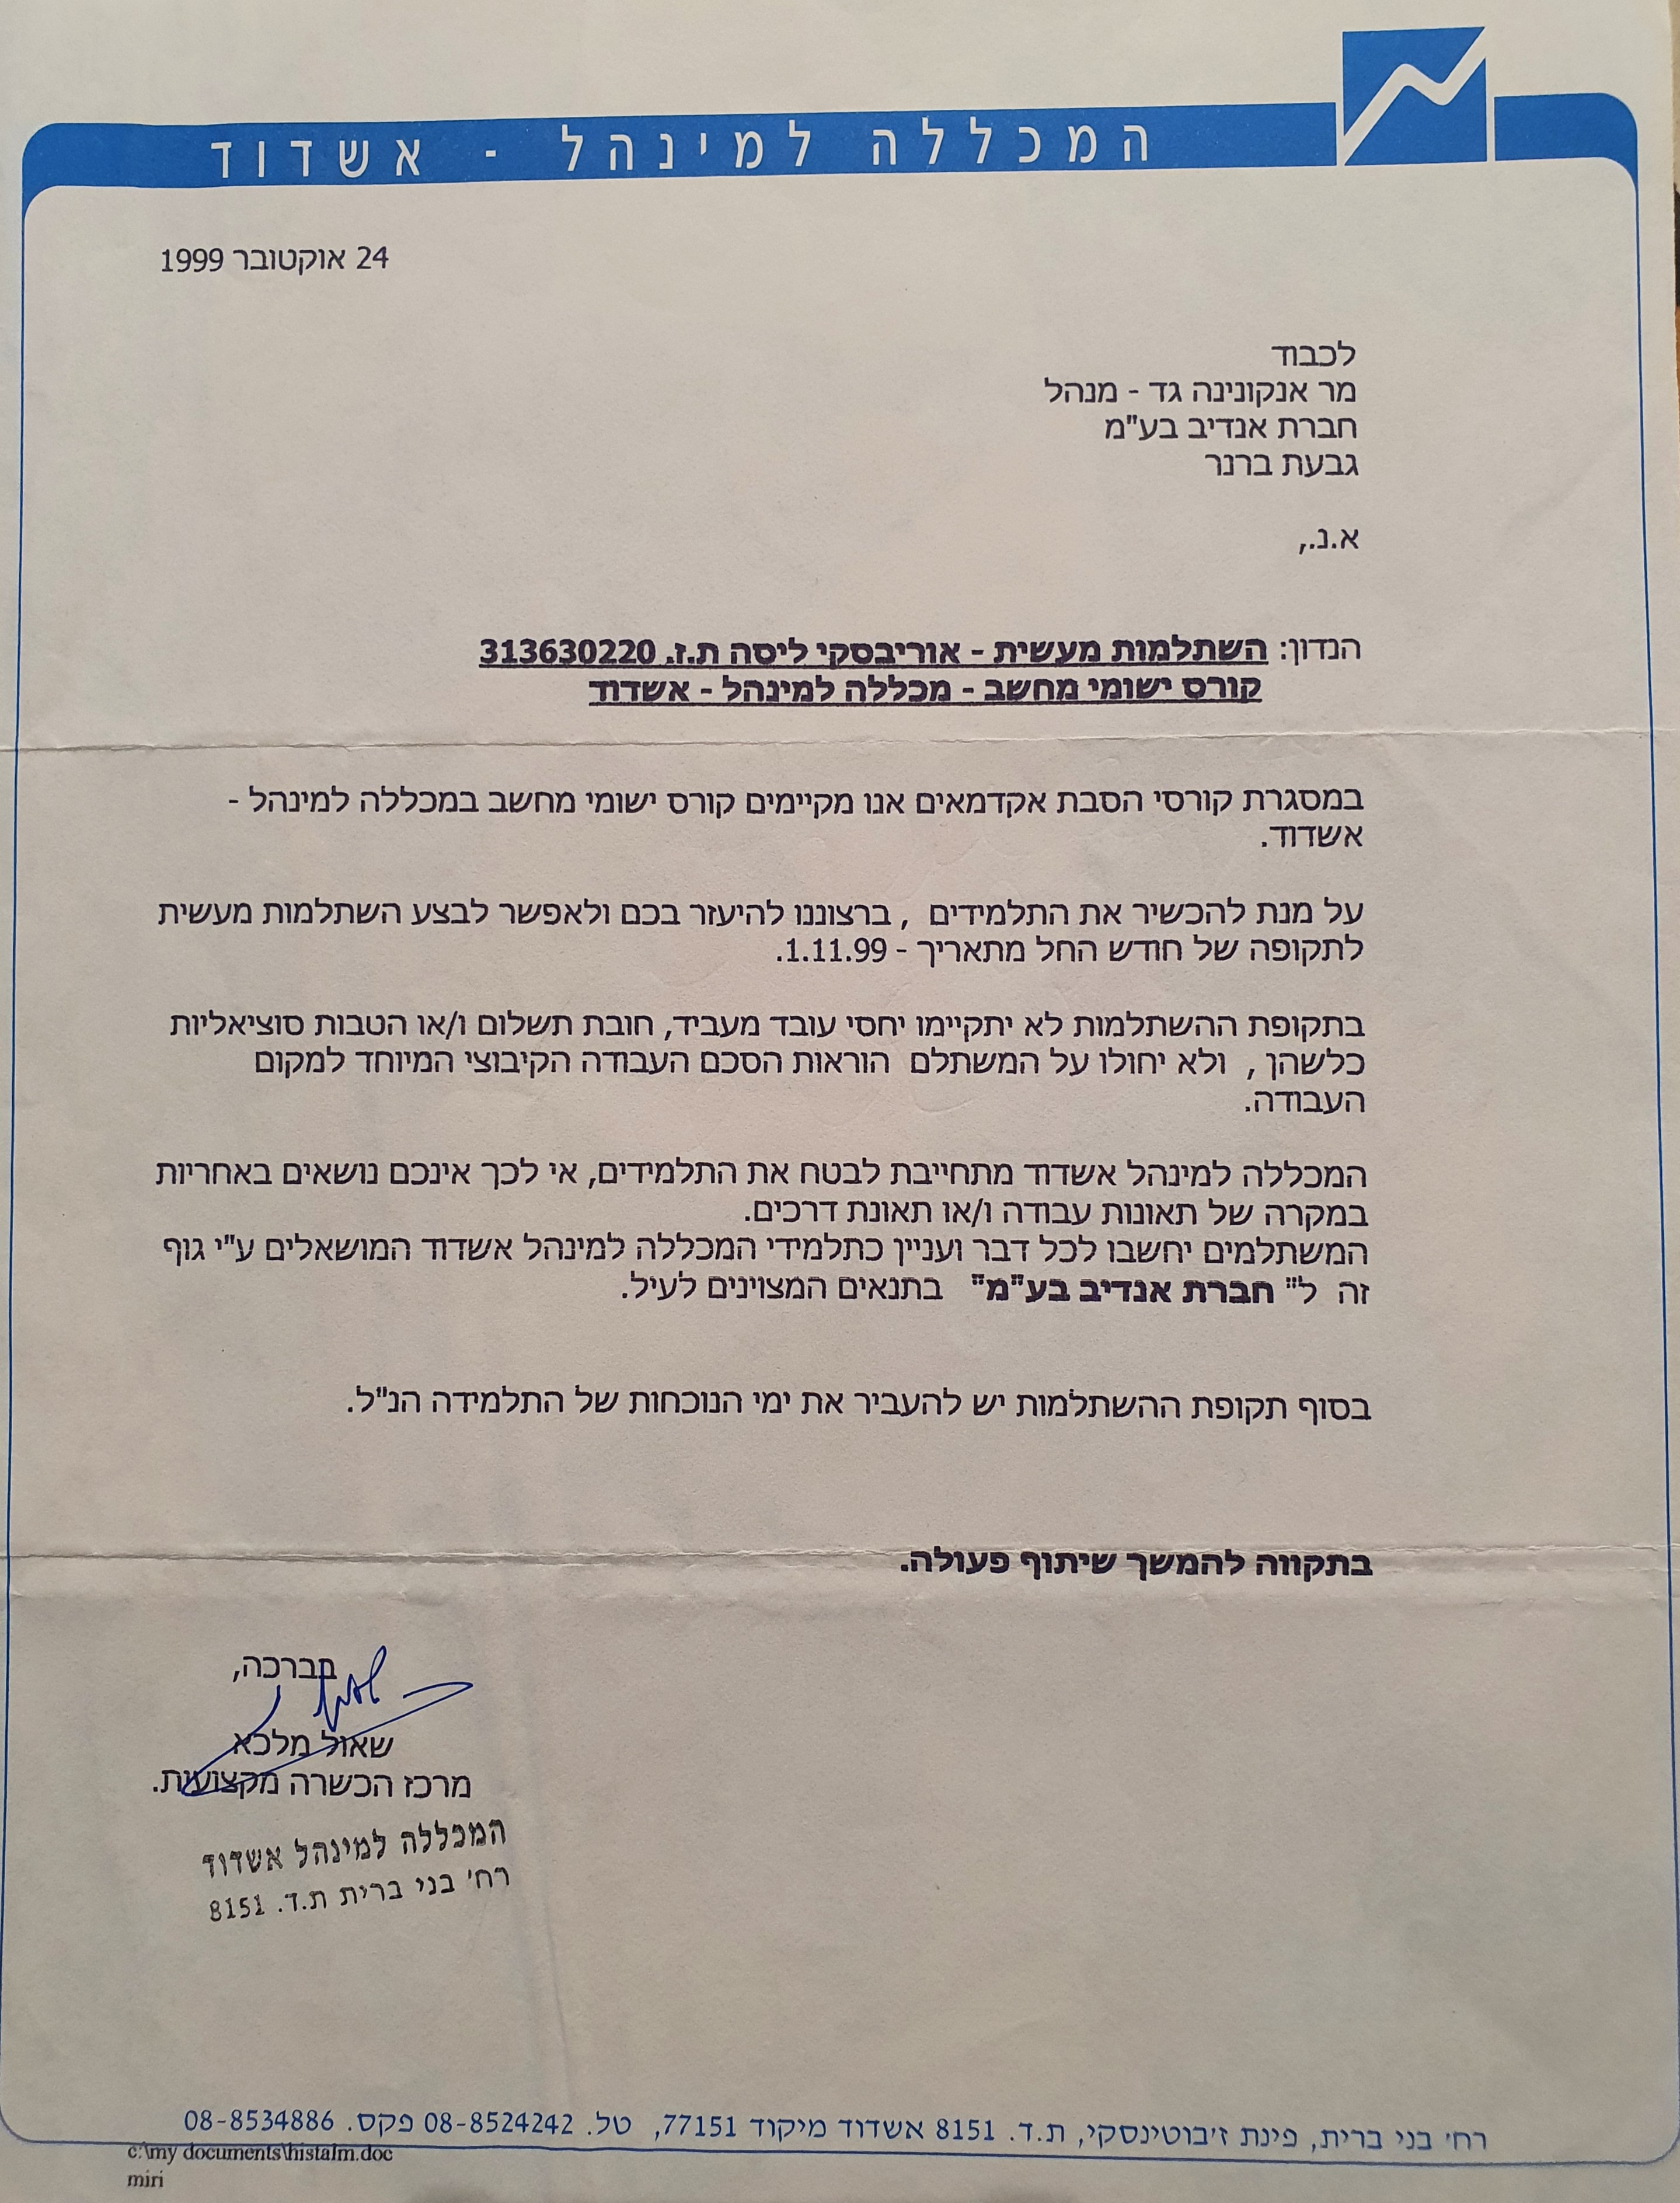 המכללה למינהל - אשדוד
24 אוקטובר 1999
לכבוד
מר אנקונינה גד - מנהל
חברת אנדיב בע"מ
גבעת ברנר
א.נ.,
הנדון: השתלמות מעשית - אוריבסקי ליסה ת.ז. 313630220
קורס ישומי מחשב - מכללה למינהל - אשדוד
במסגרת קורסי הסבת אקדמאים אנו מקיימים קורס ישומי מחשב במכללה למינהל -
אשדוד.
על מנת להכשיר את התלמידים , ברצוננו להיעזר בכם ולאפשר לבצע השתלמות מעשית
לתקופה של חודש החל מתאריך - 1.11.99.
בתקופת ההשתלמות לא יתקיימו יחסי עובד מעביד, חובת תשלום ו/או הטבות סוציאליות
כלשהן , ולא יחולו על המשתלם הוראות הסכם העבודה הקיבוצי המיוחד למקום
העבודה.
המכללה למינהל אשדוד מתחייבת לבטח את התלמידים, אי לכך אינכם נושאים באחריות
במקרה של תאונות עבודה ו/או תאונת דרכים.
המשתלמים יחשבו לכל דבר ועניין כתלמידי המכללה למינהל אשדוד המושאלים ע"י גוף
זה ל" חברת אנדיב בע"מ" בתנאים המצוינים לעיל.
בסוף תקופת ההשתלמות יש להעביר את ימי הנוכחות של התלמידה הנ"ל.
בתקווה להמשך שיתוף פעולה.
בברכה,
שאול מלכא
מרכז הכשרה מקצועית.
המכללה למינהל אשדוד
רח' בני ברית ת.ד. 8151
רח' בני ברית, פינת ז'בוטינסקי, ת.ד. 8151 אשדוד מיקוד 77151, טל. 08-8524242 פקס. 08-8534886
c:\my documents\histalm.doc
miri